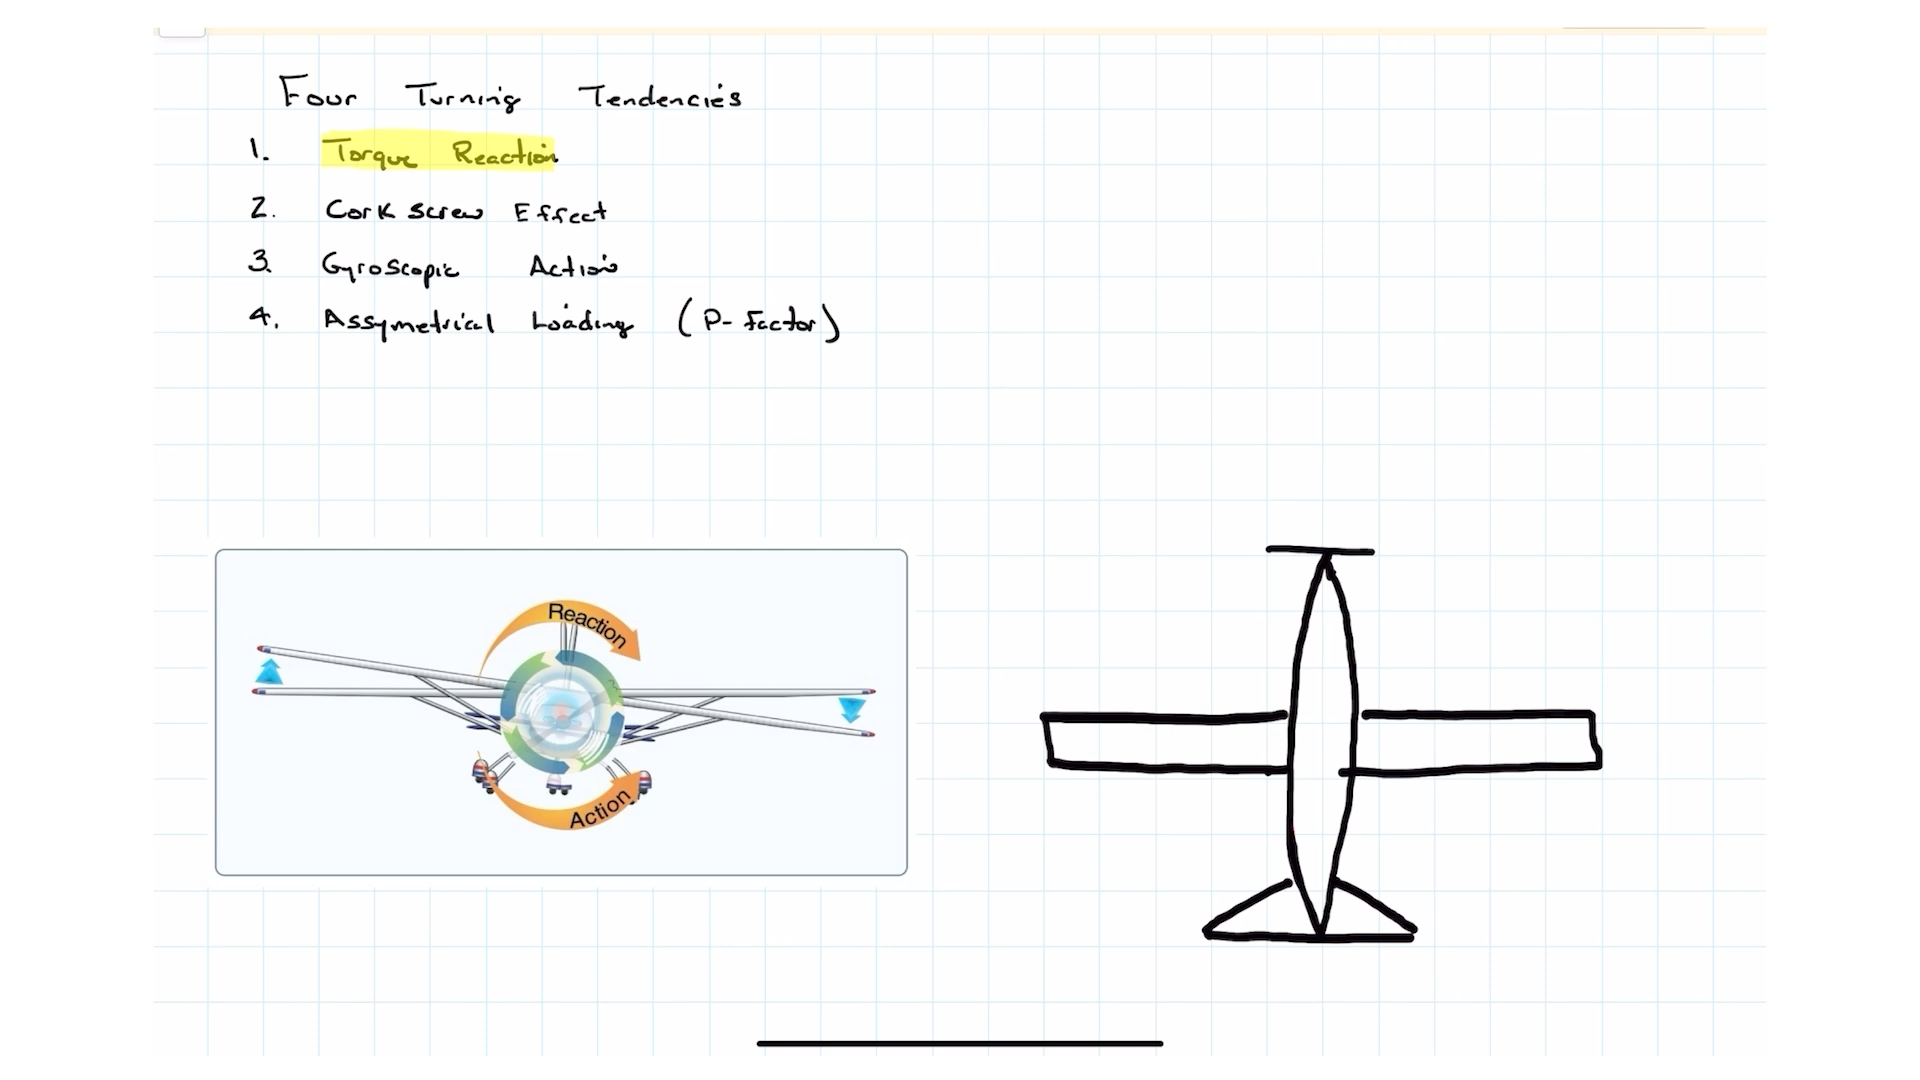 Four Turning Tendencies
1. Torque Reaction
2. Cork screw Effect
3. Gyroscopic Action
4. Assymetrical Loading (P-Factor)
Reaction
Action